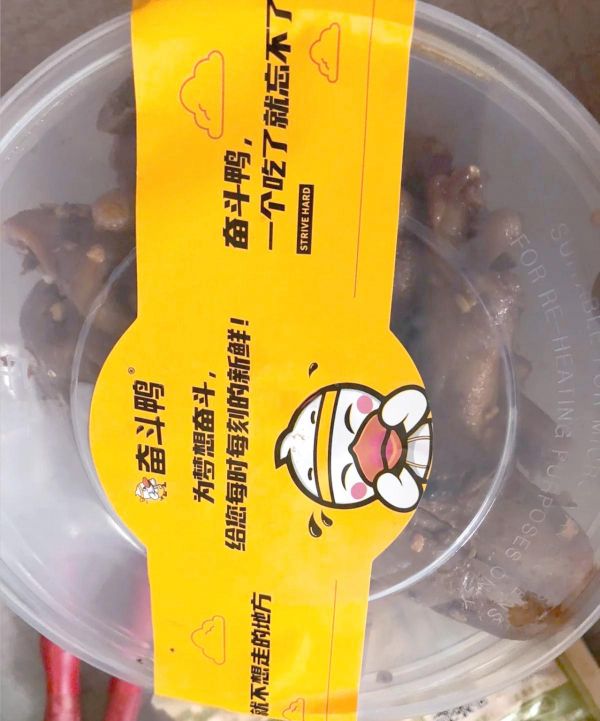 就不想走的地方
奋斗鸭®
为梦想奋斗，
给您每时每刻的新鲜！
奋斗鸭，
一个吃了就忘不了
STRIVE HARD
FOR RE-HEATING PURPOSES